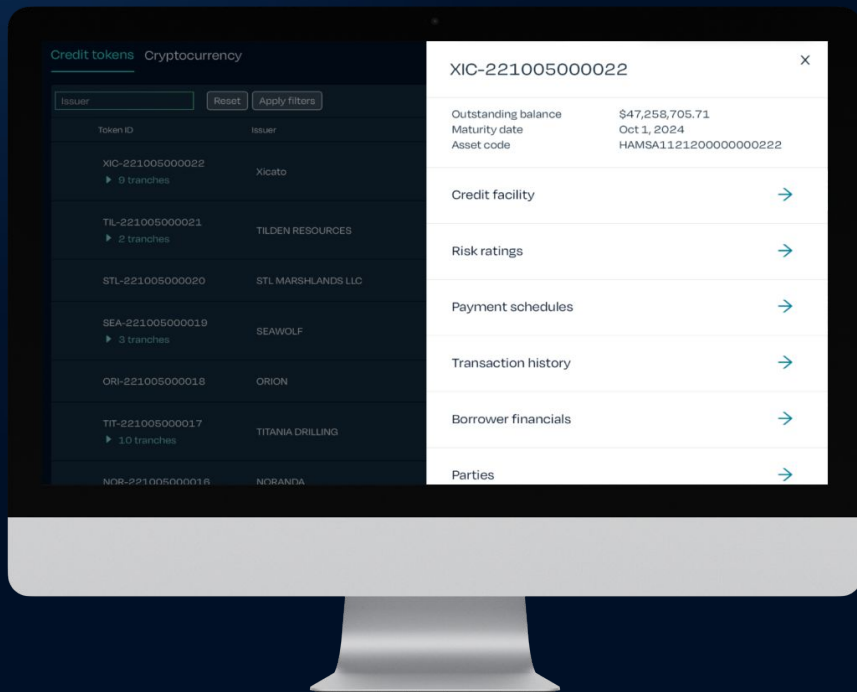 Credit tokens Cryptocurrency
Issuer Reset Apply filters
Token ID Issuer
XIC-221005000022
9 tranches
Xicato
TIL-221005000021
2 tranches
TILDEN RESOURCES
STL-221005000020 STL MARSHLANDS LLC
SEA-221005000019
3 tranches
SEAWOLF
ORI-221005000018 ORION
TIT-221005000017
10 tranches
TITANIA DRILLING
NOR-221005000016 NORANDA
XIC-221005000022 X
Outstanding balance $47,258,705.71
Maturity date Oct 1, 2024
Asset code HAMSA1121200000000222
Credit facility
Risk ratings
Payment schedules
Transaction history
Borrower financials
Parties